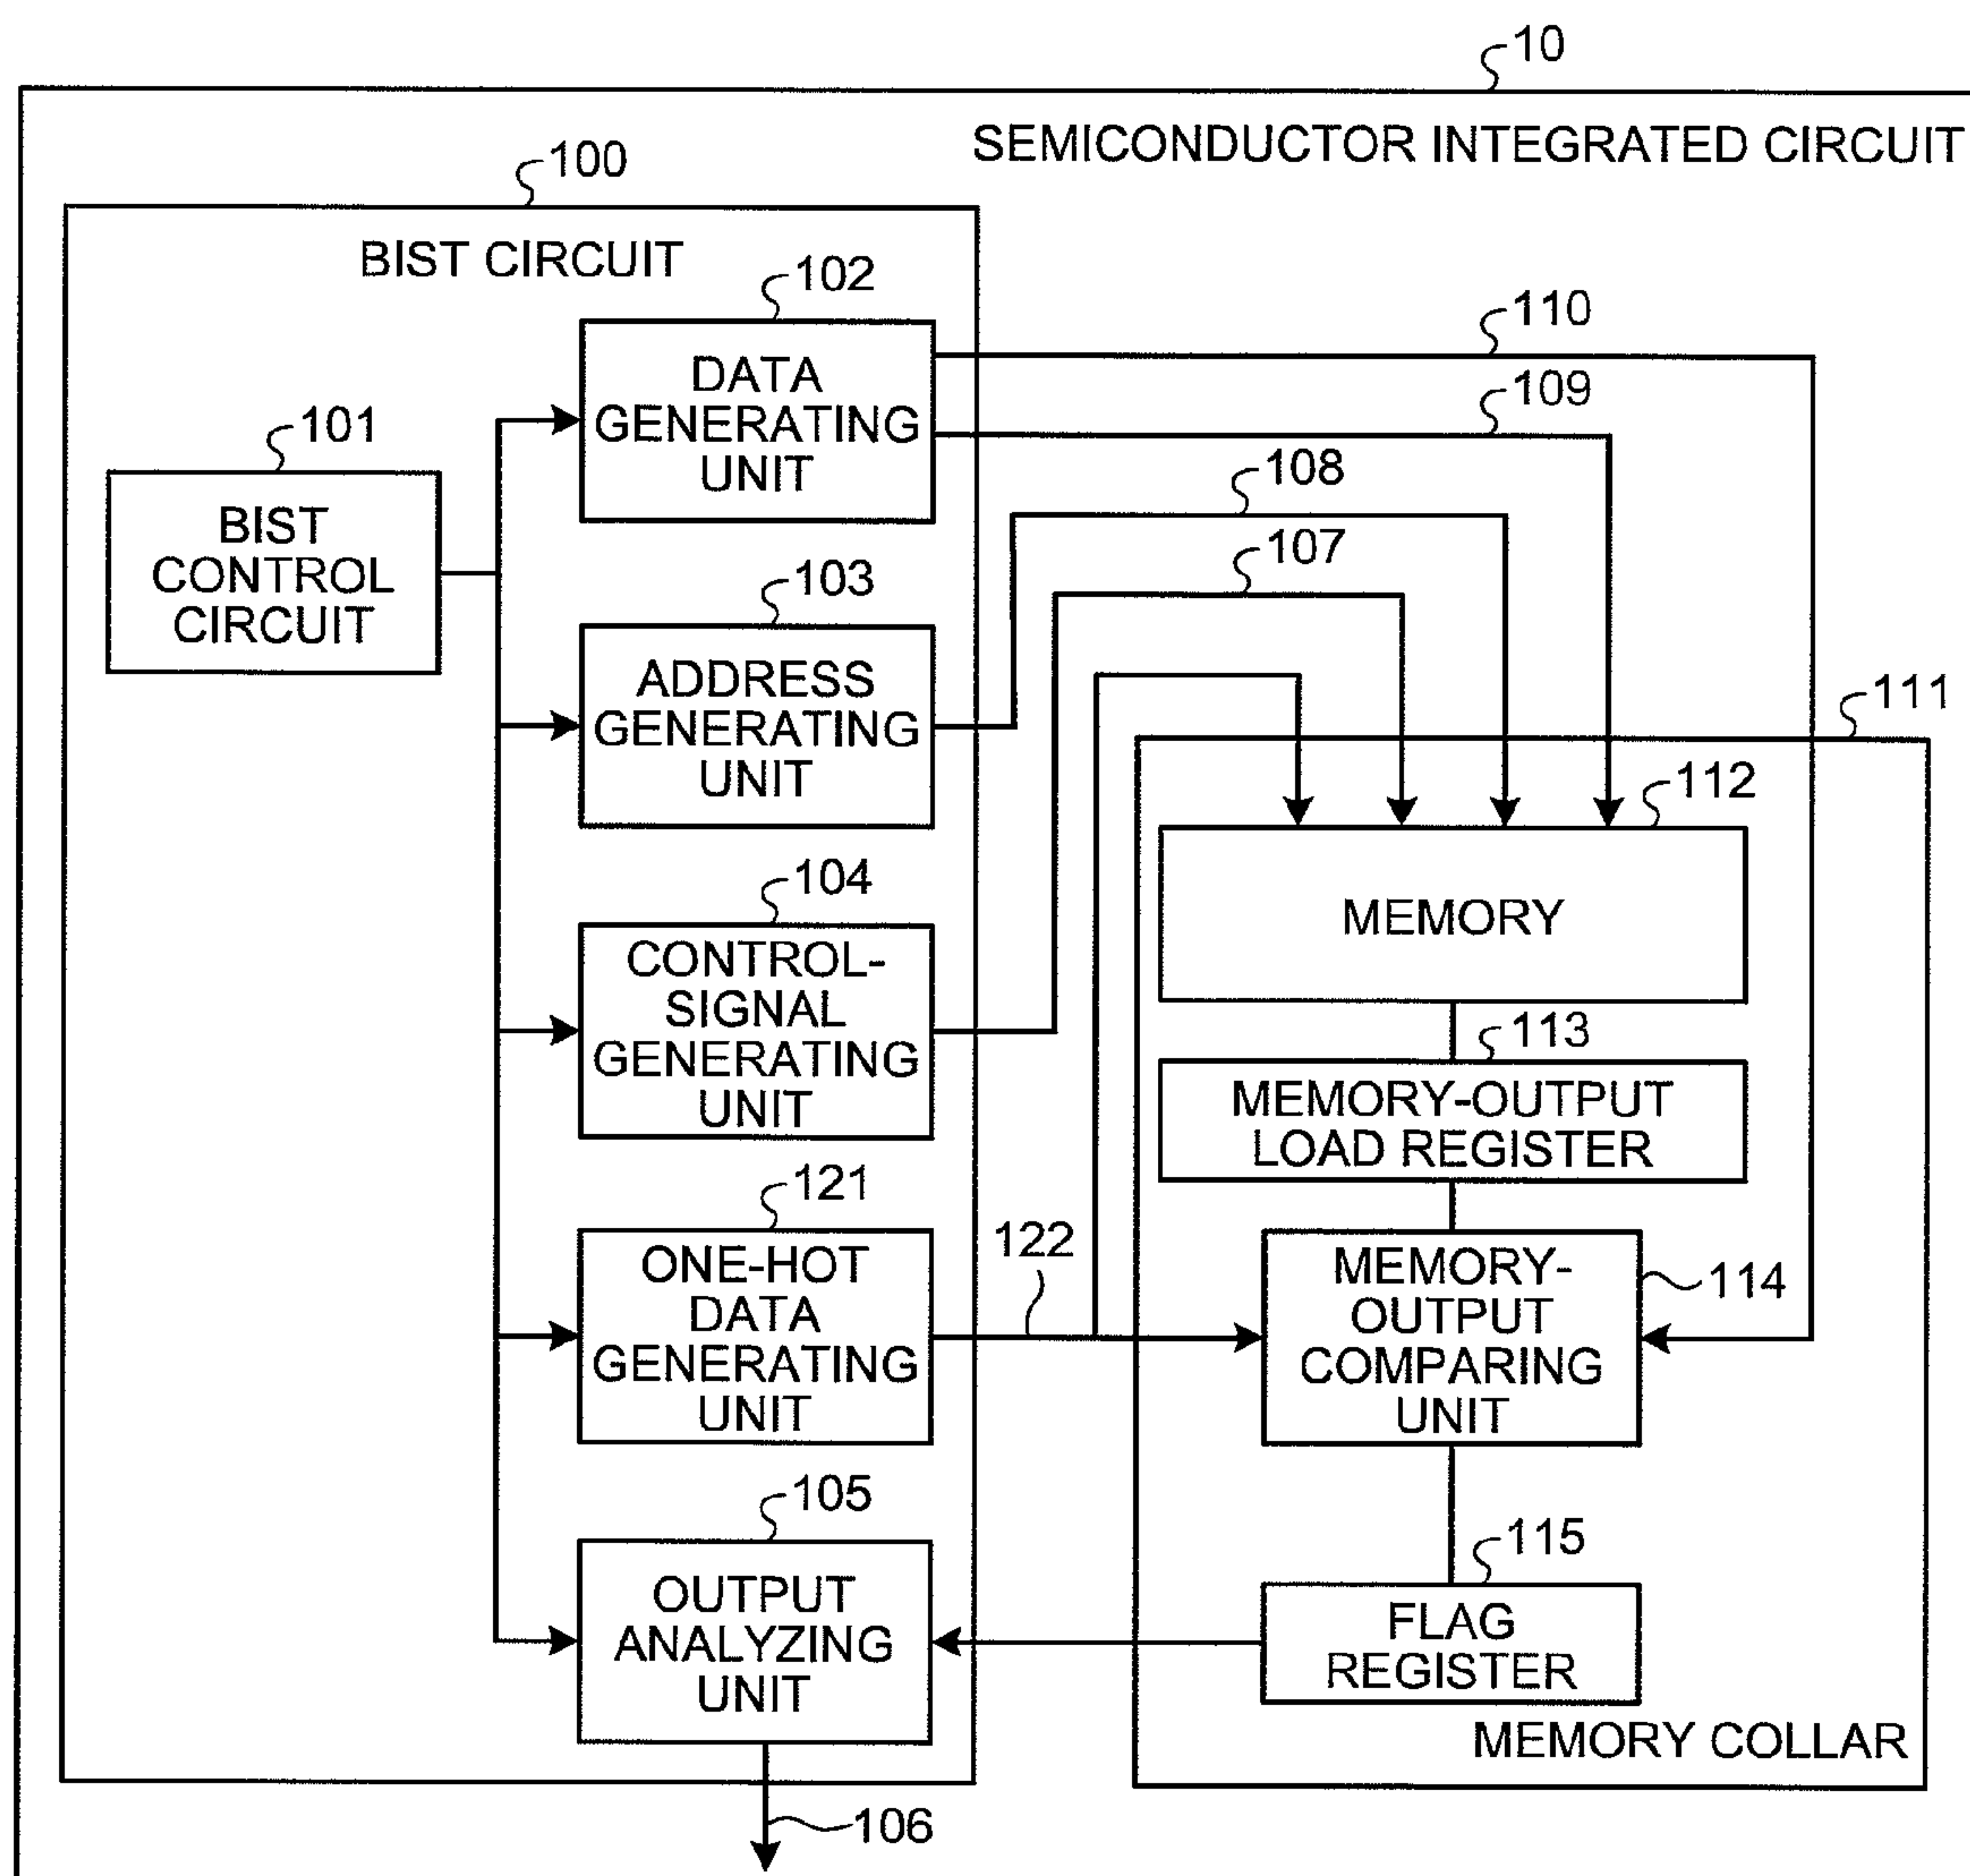 10
SEMICONDUCTOR INTEGRATED CIRCUIT
100
BIST CIRCUIT
102
DATA
GENERATING
UNIT
110
109
101
BIST
CONTROL
CIRCUIT
108
107
103
ADDRESS
GENERATING
UNIT
111
112
MEMORY
104
CONTROL-
SIGNAL
GENERATING
UNIT
113
MEMORY-OUTPUT
LOAD REGISTER
121
ONE-HOT
DATA
GENERATING
UNIT
122
MEMORY-
OUTPUT
COMPARING
UNIT
114
105
OUTPUT
ANALYZING
UNIT
115
FLAG
REGISTER
MEMORY COLLAR
106